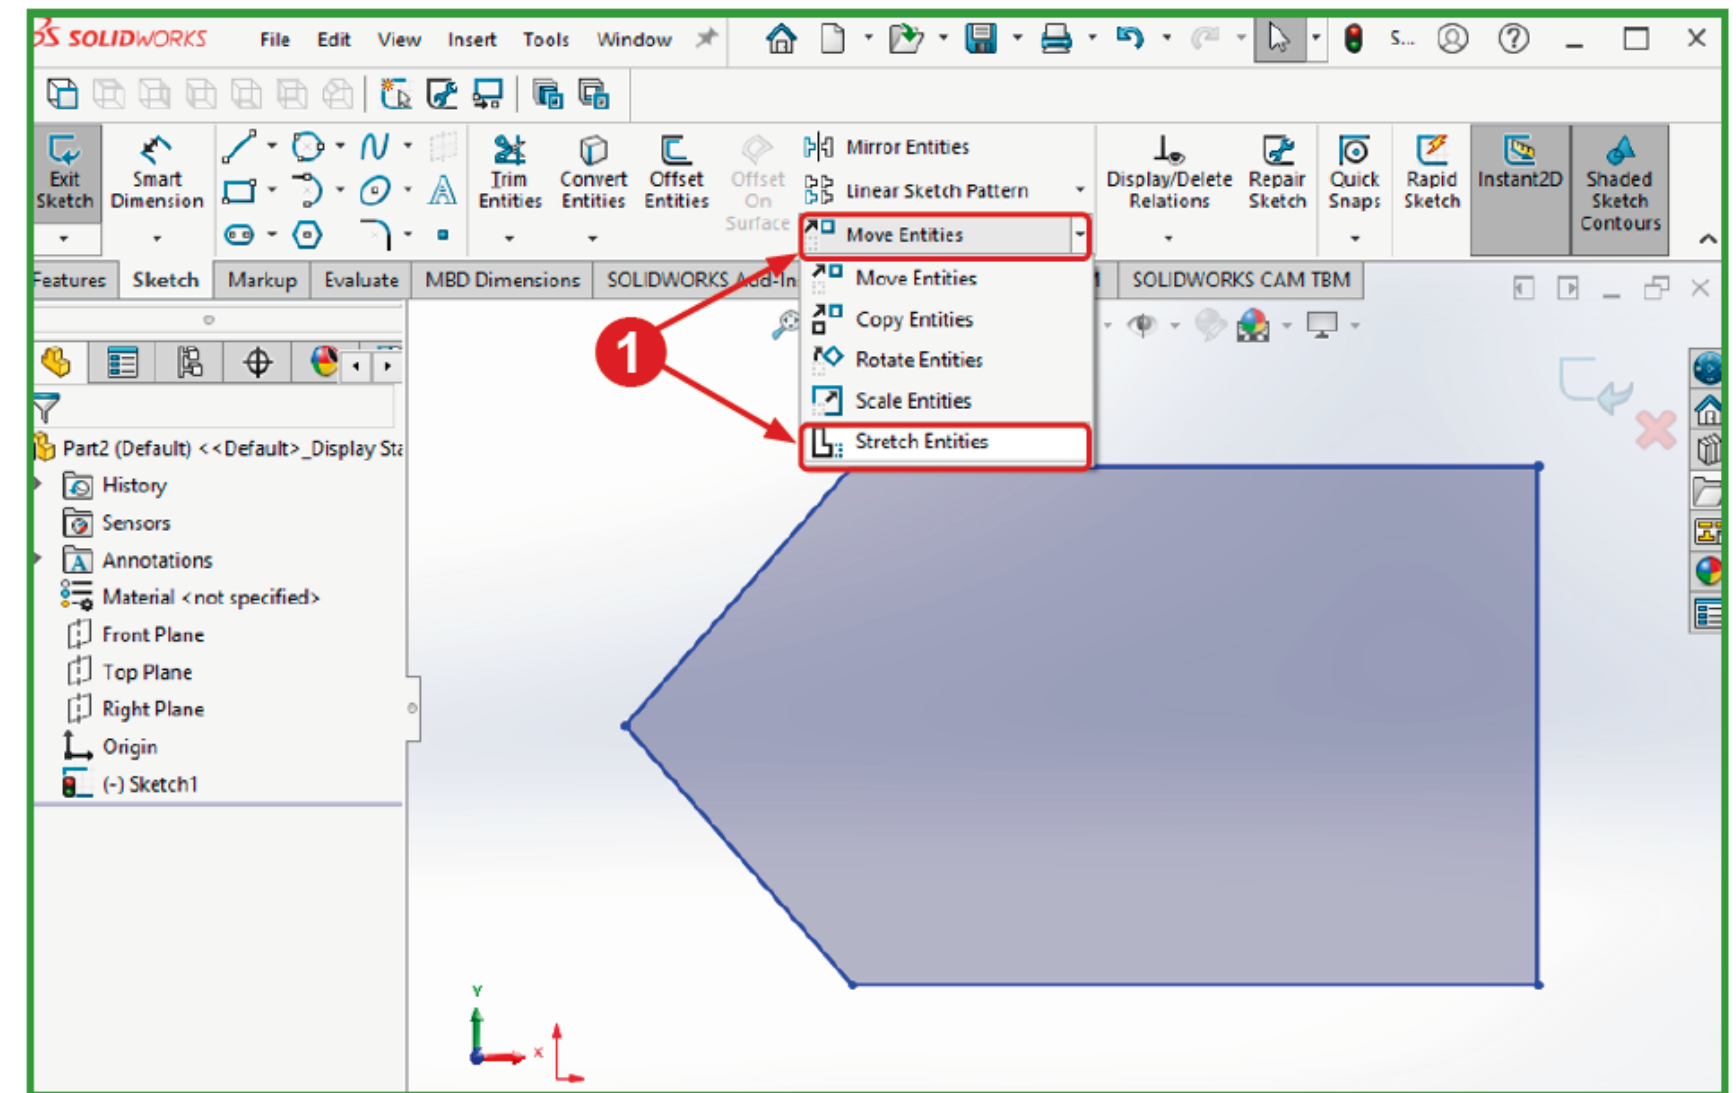 SOLIDWORKS File Edit View Insert Tools Window S...
Exit Sketch
Smart Dimension
Trim Entities
Convert Entities
Offset Entities
Offset On Surface
Mirror Entities
Linear Sketch Pattern
Move Entities
Display/Delete Relations
Repair Sketch
Quick Snaps
Rapid Sketch
Instant2D
Shaded Sketch Contours
Features Sketch Markup Evaluate MBD Dimensions SOLIDWORKS Add-In SOLIDWORKS CAM TBM
Move Entities
Copy Entities
Rotate Entities
Scale Entities
Stretch Entities
1
Part2 (Default) <<Default>_Display Sta
History
Sensors
A Annotations
Material <not specified>
Front Plane
Top Plane
Right Plane
Origin
(-) Sketch1
Y
X